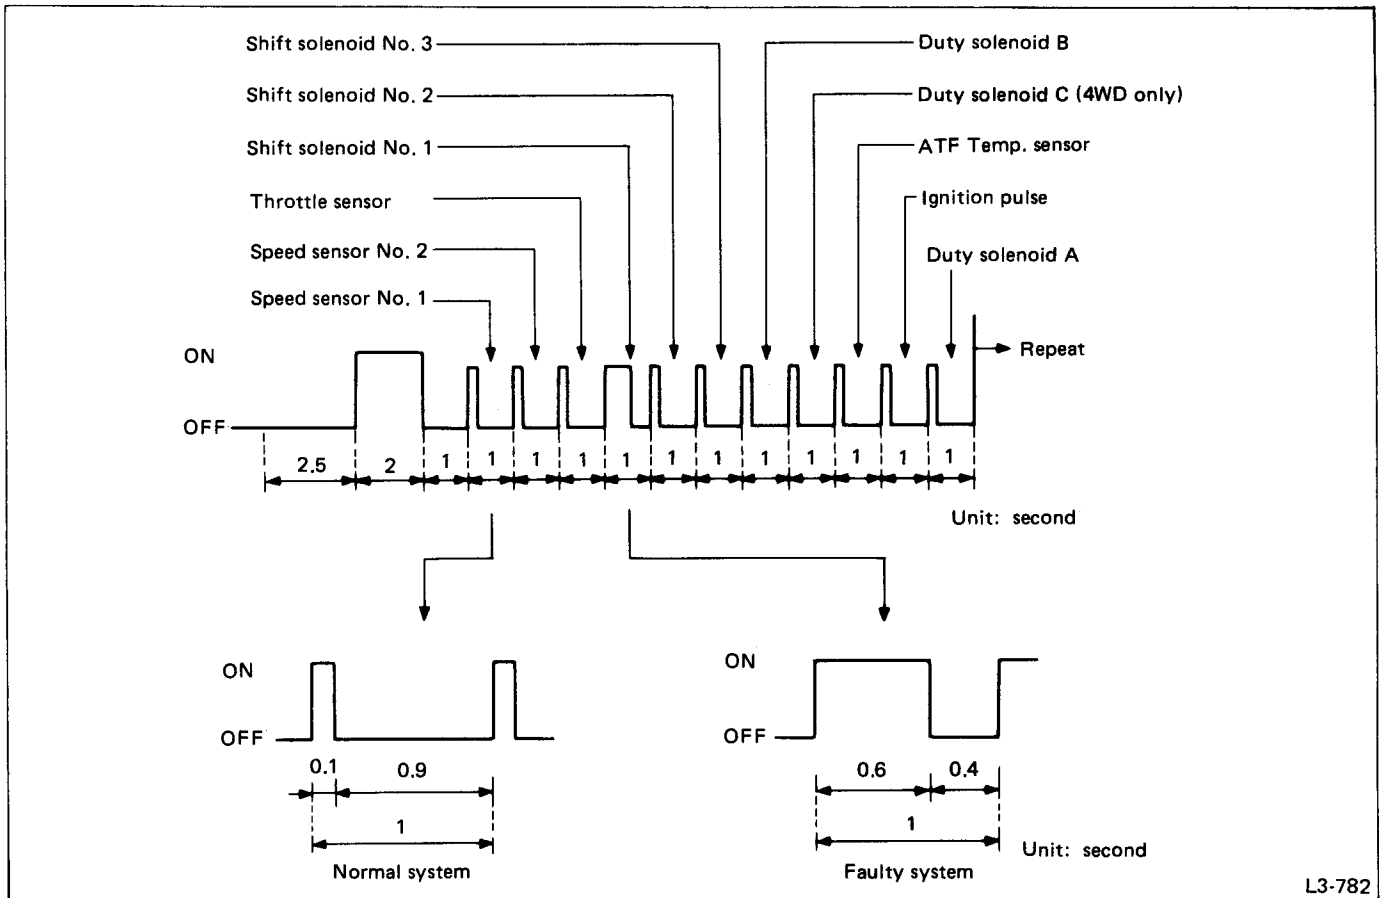 Shift solenoid No. 3
Duty solenoid B
Shift solenoid No. 2
Duty solenoid C (4WD only)
Shift solenoid No. 1
ATF Temp. sensor
Throttle sensor
Ignition pulse
Speed sensor No. 2
Duty solenoid A
Speed sensor No. 1
ON
Repeat
OFF
2.5 2 1 1 1 1 1 1 1 1 1 1 1 1
Unit: second
ON
OFF
0.1 0.9
1
Normal system
ON
OFF
0.6 0.4
1
Unit: second
Faulty system
L3-782